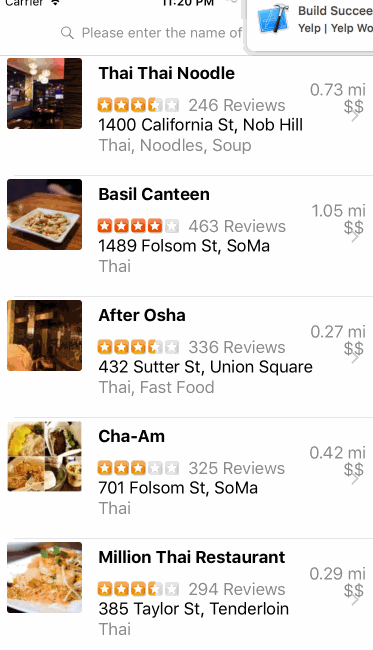 Carrier 11:20 PM
Please enter the name of
Build Succee
Yelp | Yelp Wo
Thai Thai Noodle
0.73 mi
246 Reviews
$$
1400 California St, Nob Hill
Thai, Noodles, Soup
Basil Canteen
1.05 mi
463 Reviews
$$
1489 Folsom St, SoMa
Thai
After Osha
0.27 mi
336 Reviews
$$
432 Sutter St, Union Square
Thai, Fast Food
Cha-Am
0.42 mi
325 Reviews
$$
701 Folsom St, SoMa
Thai
Million Thai Restaurant
0.29 mi
294 Reviews
$$
385 Taylor St, Tenderloin
Thai